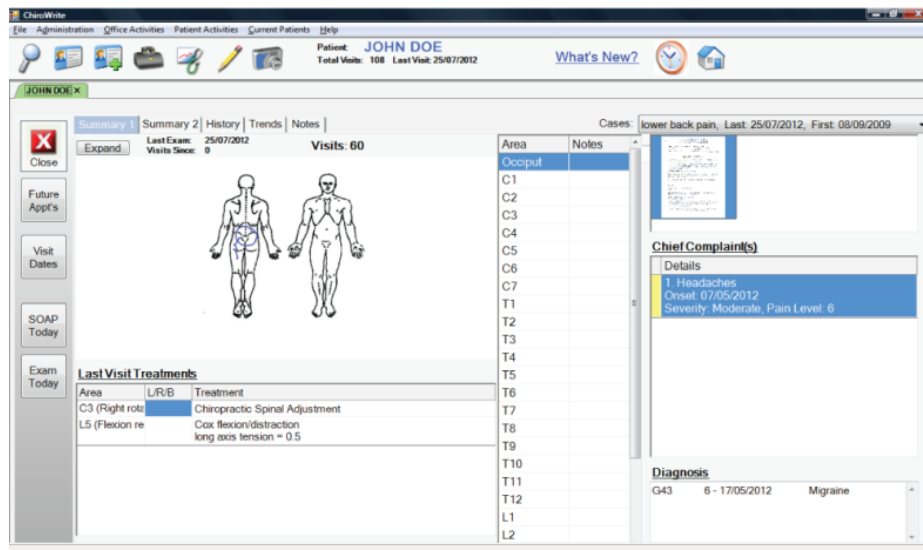 ChiroWrite
File Administration Office Activities Patient Activities Current Patients Help
Patient: JOHN DOE
Total Visits: 108 Last Visit: 25/07/2012
What's New?
JOHN DOE x
Summary 1 Summary 2 History Trends Notes
Cases: lower back pain, Last: 25/07/2012, First: 08/09/2009
X
Close
Future
Appt's
Visit
Dates
SOAP
Today
Exam
Today
Expand
Last Exam: 25/07/2012
Visits Since: 0
Visits: 60
Last Visit Treatments
Area L/R/B Treatment
C3 (Right rota Chiropractic Spinal Adjustment
L5 (Flexion re Cox flexion/distraction
long axis tension = 0.5
Area Notes
Occiput
C1
C2
C3
C4
C5
C6
C7
T1
T2
T3
T4
T5
T6
T7
T8
T9
T10
T11
T12
L1
L2
Chief Complaint(s)
Details
1. Headaches
Onset: 07/05/2012
Severity: Moderate, Pain Level: 6
Diagnosis
G43 6 - 17/05/2012 Migraine